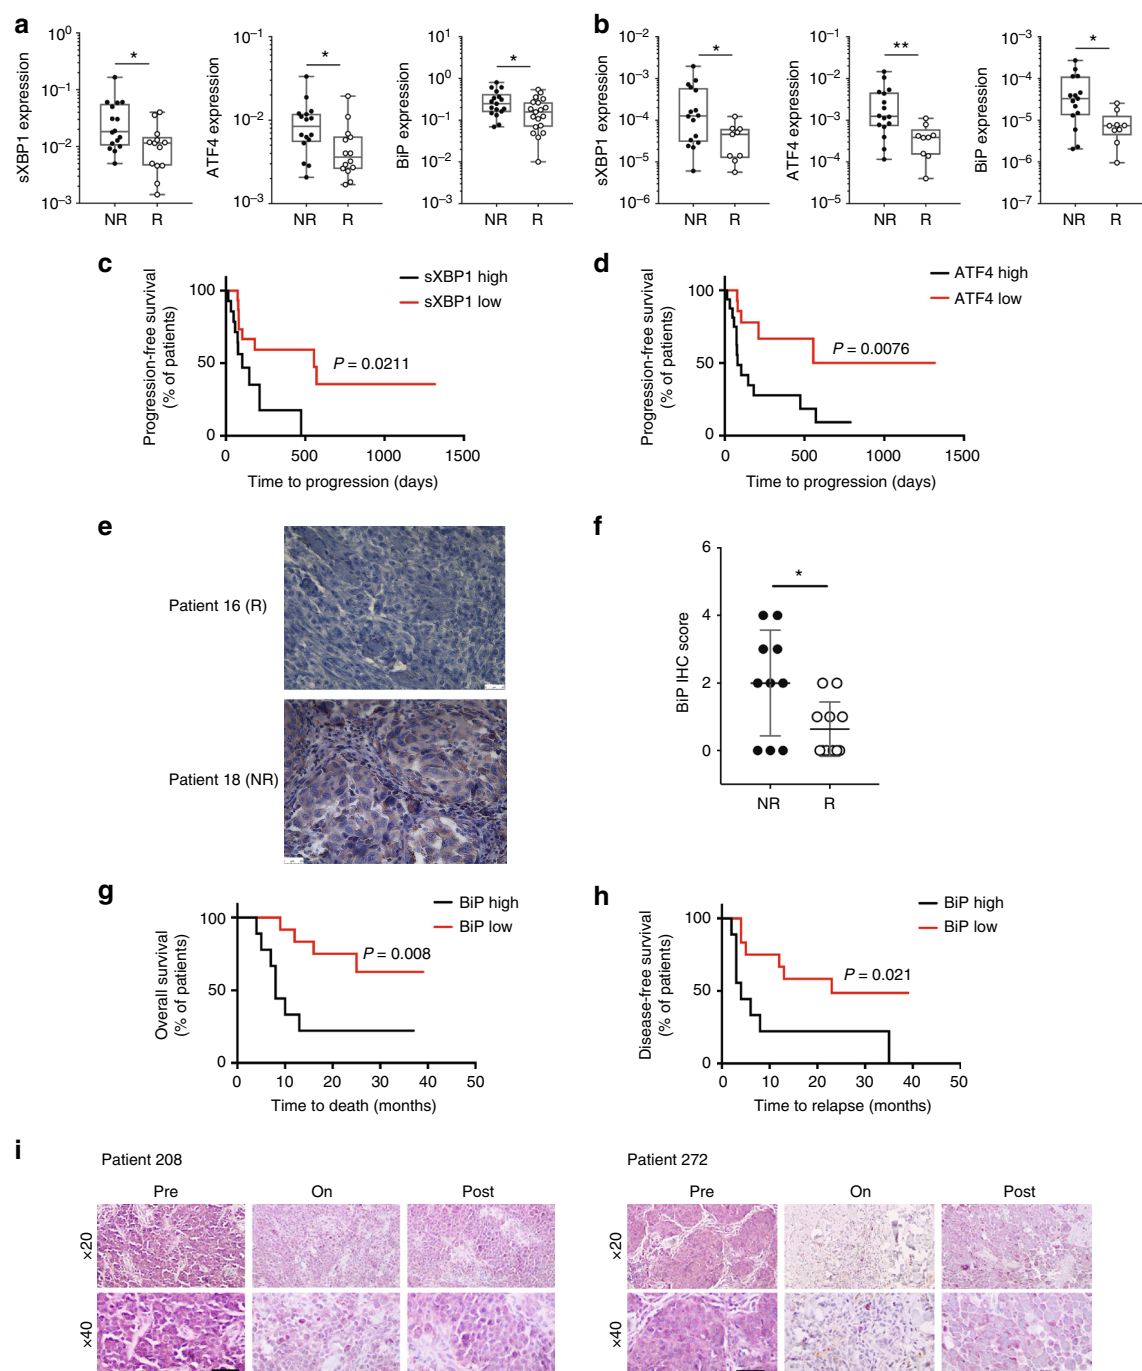 a
sXBP1 expression
10⁰
10⁻¹
10⁻²
10⁻³
*
NR R
ATF4 expression
10⁻¹
10⁻²
10⁻³
*
NR R
BiP expression
10¹
10⁰
10⁻¹
10⁻²
10⁻³
*
NR R
b
sXBP1 expression
10⁻²
10⁻³
10⁻⁴
10⁻⁵
10⁻⁶
*
NR R
ATF4 expression
10⁻¹
10⁻²
10⁻³
10⁻⁴
10⁻⁵
**
NR R
BiP expression
10⁻³
10⁻⁴
10⁻⁵
10⁻⁶
10⁻⁷
*
NR R
c
sXBP1 high
sXBP1 low
Progression-free survival
(% of patients)
100
50
0
P = 0.0211
0 500 1000 1500
Time to progression (days)
d
ATF4 high
ATF4 low
Progression-free survival
(% of patients)
100
50
0
P = 0.0076
0 500 1000 1500
Time to progression (days)
e
Patient 16 (R)
Patient 18 (NR)
f
BiP IHC score
6
4
2
0
*
NR R
g
BiP high
BiP low
Overall survival
(% of patients)
100
50
0
P = 0.008
0 10 20 30 40 50
Time to death (months)
h
BiP high
BiP low
Disease-free survival
(% of patients)
100
50
0
P = 0.021
0 10 20 30 40 50
Time to relapse (months)
i
Patient 208
Pre On Post
×20
×40
Patient 272
Pre On Post
×20
×40